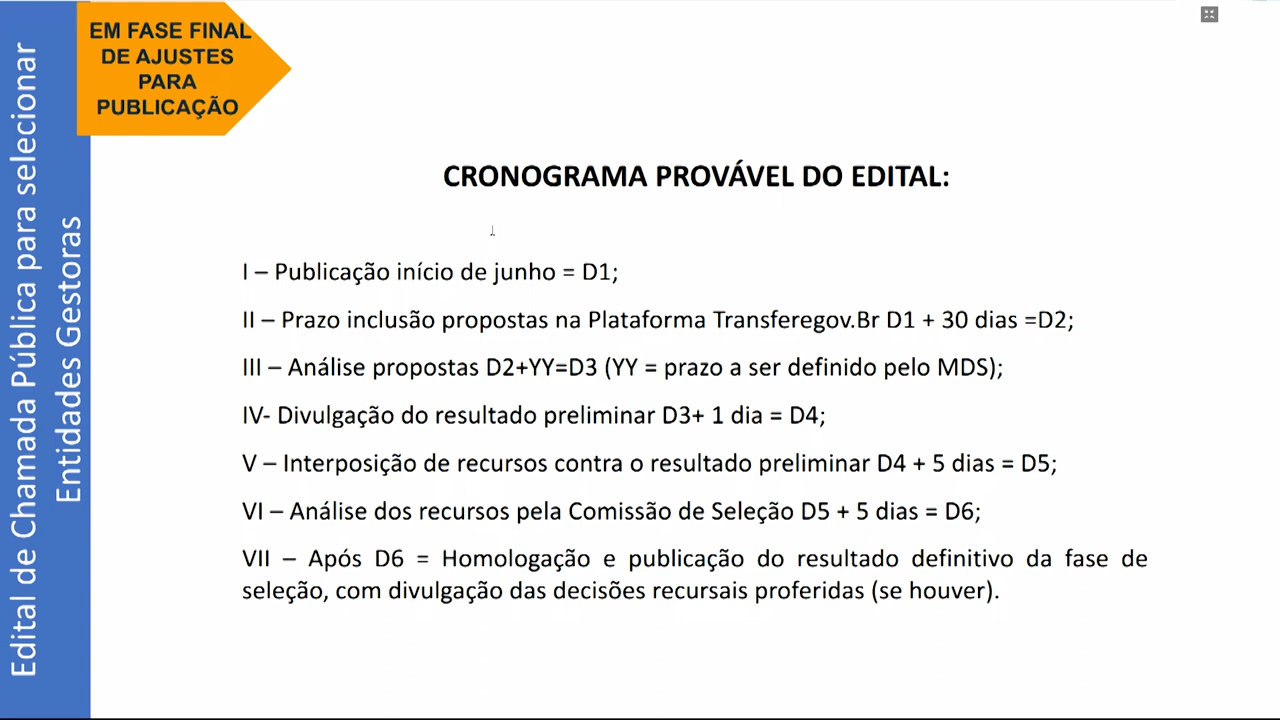 Edital de Chamada Pública para selecionar
Entidades Gestoras
EM FASE FINAL
DE AJUSTES
PARA
PUBLICAÇÃO
CRONOGRAMA PROVÁVEL DO EDITAL:
I – Publicação início de junho = D1;
II – Prazo inclusão propostas na Plataforma Transferegov.Br D1 + 30 dias =D2;
III – Análise propostas D2+YY=D3 (YY = prazo a ser definido pelo MDS);
IV- Divulgação do resultado preliminar D3+ 1 dia = D4;
V – Interposição de recursos contra o resultado preliminar D4 + 5 dias = D5;
VI – Análise dos recursos pela Comissão de Seleção D5 + 5 dias = D6;
VII – Após D6 = Homologação e publicação do resultado definitivo da fase de
seleção, com divulgação das decisões recursais proferidas (se houver).